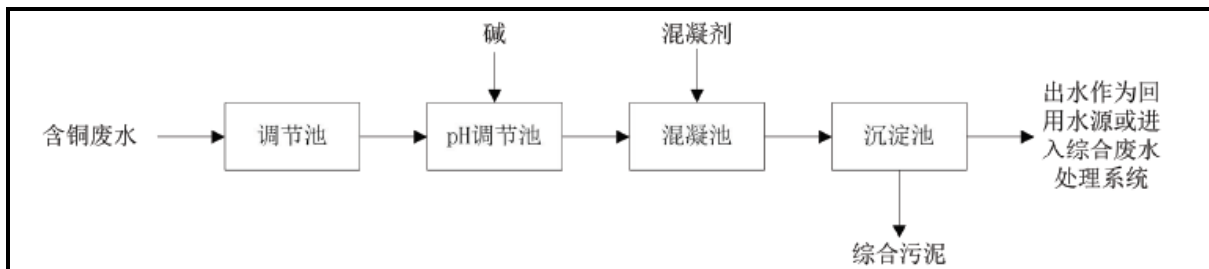 碱
混凝剂
含铜废水
调节池
pH调节池
混凝池
沉淀池
出水作为回
用水源或进
入综合废水
处理系统
综合污泥